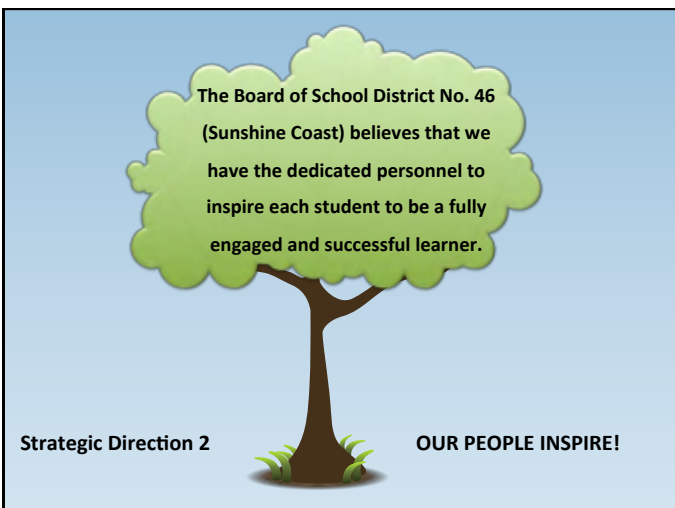 The Board of School District No. 46
(Sunshine Coast) believes that we
have the dedicated personnel to
inspire each student to be a fully
engaged and successful learner.
Strategic Direction 2
OUR PEOPLE INSPIRE!